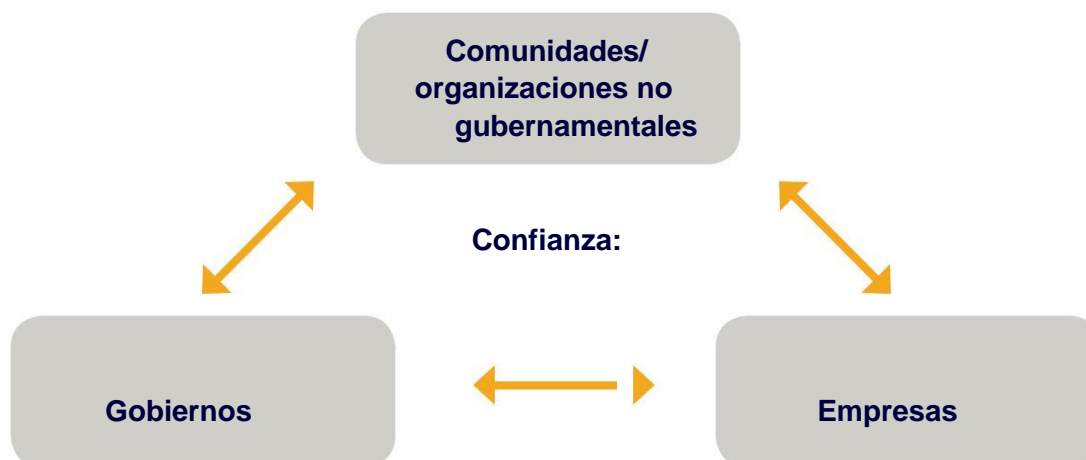 Comunidades/
organizaciones no
gubernamentales
Confianza:
Gobiernos
Empresas